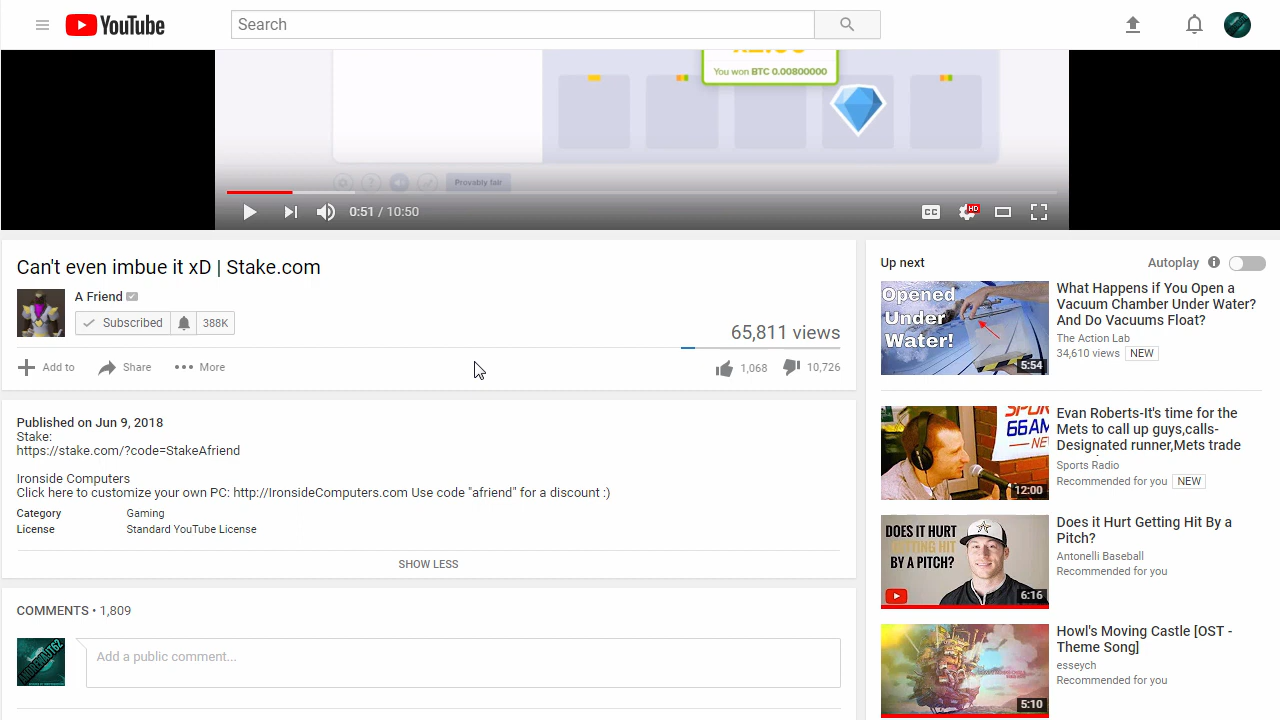 YouTube
Search
You won BTC 0.00800000
Provably fair
0:51 / 10:50
CC
HD
Can't even imbue it xD | Stake.com
A Friend
Subscribed
388K
65,811 views
Add to
Share
More
1,068
10,726
Published on Jun 9, 2018
Stake:
https://stake.com/?code=StakeAfriend
Ironside Computers
Click here to customize your own PC: http://IronsideComputers.com Use code "afriend" for a discount :)
Category Gaming
License Standard YouTube License
SHOW LESS
COMMENTS • 1,809
Add a public comment...
Up next
Autoplay
Opened
Under
Water!
5:54
What Happens if You Open a
Vacuum Chamber Under Water?
And Do Vacuums Float?
The Action Lab
34,610 views NEW
66AM
12:00
Evan Roberts-It's time for the
Mets to call up guys,calls-
Designated runner,Mets trade
Sports Radio
Recommended for you NEW
DOES IT HURT
GETTING HIT
BY A PITCH?
6:16
Does it Hurt Getting Hit By a
Pitch?
Antonelli Baseball
Recommended for you
5:10
Howl's Moving Castle [OST -
Theme Song]
esseych
Recommended for you